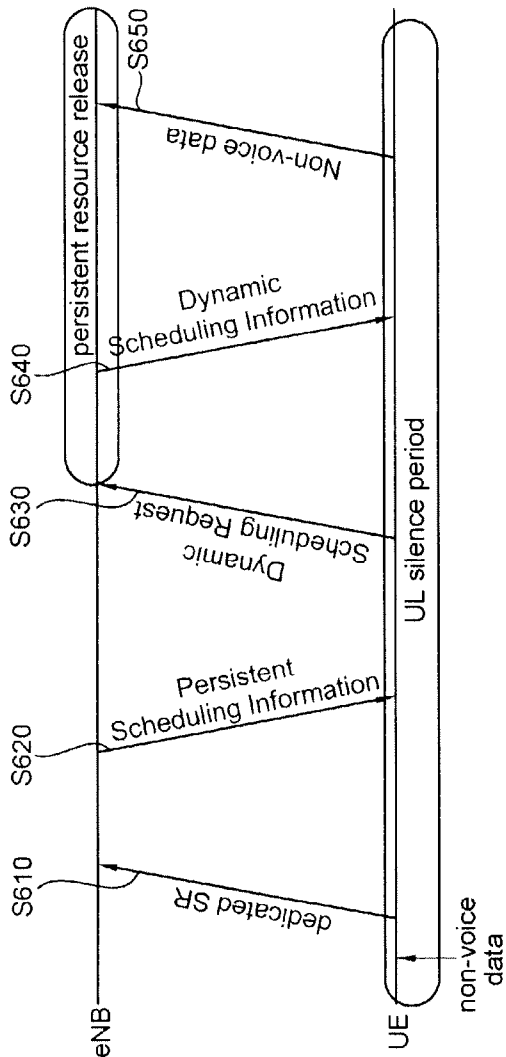 S610
S620
S630
S640
S650
eNB
persistent resource release
dedicated SR
Persistent
Scheduling Information
Dynamic
Scheduling Request
Dynamic
Scheduling Information
Non-voice data
UE
UL silence period
non-voice
data